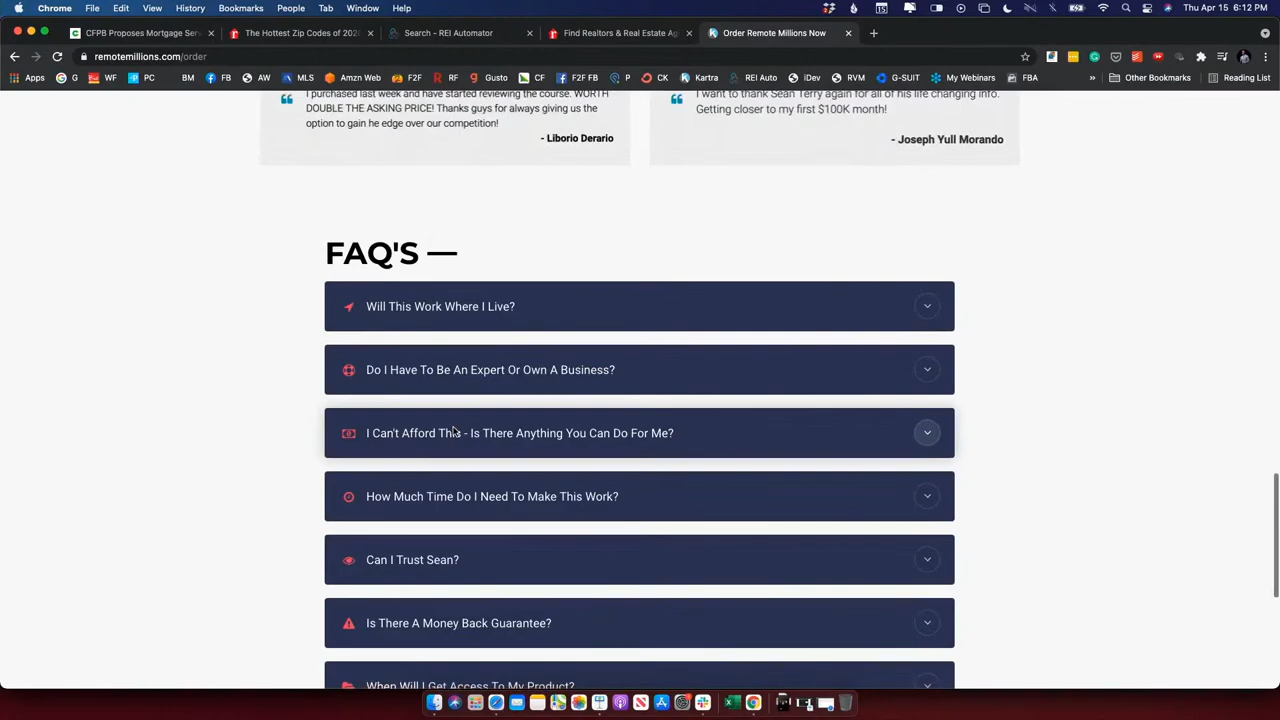 Chrome File Edit View History Bookmarks People Tab Window Help Thu Apr 15 6:12 PM
CFPB Proposes Mortgage Serv The Hottest Zip Codes of 2020 Search - REI Automator Find Realtors & Real Estate Age Order Remote Millions Now
remotemillions.com/order
Apps G PC BM FB AW MLS Amzn Web F2F RF Gusto CF F2F FB P CK Kartra REI Auto iDev RVM G-SUIT My Webinars FBA » Other Bookmarks Reading List
I purchased last week and have started reviewing the course. WORTH
DOUBLE THE ASKING PRICE! Thanks guys for always giving us the
option to gain he edge over our competition!
- Liborio Derario
I want to thank Sean Terry again for all of his life changing info.
Getting closer to my first $100K month!
- Joseph Yull Morando
FAQ'S —
Will This Work Where I Live?
Do I Have To Be An Expert Or Own A Business?
I Can't Afford This - Is There Anything You Can Do For Me?
How Much Time Do I Need To Make This Work?
Can I Trust Sean?
Is There A Money Back Guarantee?
When Will I Get Access To My Product?